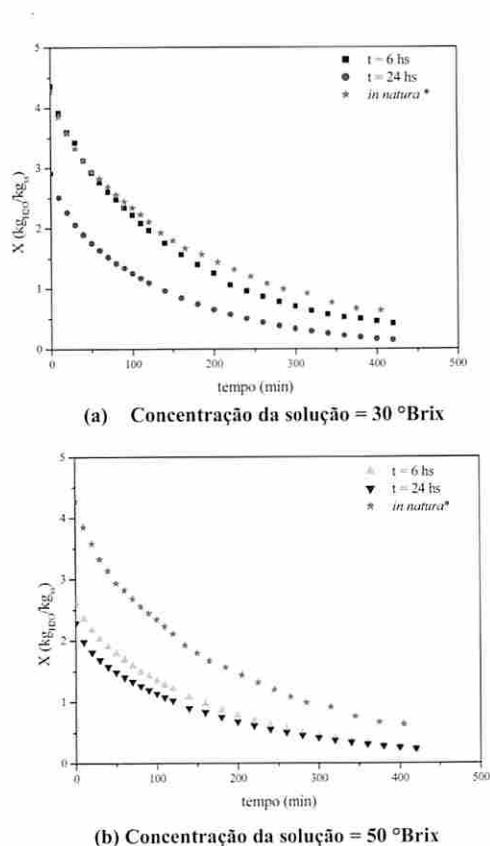 5
4
3
2
1
0
X (kgH2O/kgss)
t = 6 hs
t = 24 hs
in natura*
0 100 200 300 400 500
tempo (min)
(a) Concentração da solução = 30 °Brix
5
4
3
2
1
0
X (kgH2O/kgss)
t = 6 hs
t = 24 hs
in natura*
0 100 200 300 400 500
tempo (min)
(b) Concentração da solução = 50 °Brix